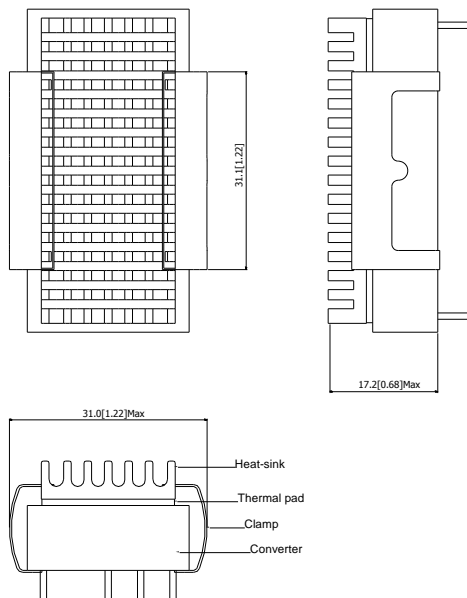 31.1[1.22]
17.2[0.68]Max
31.0[1.22]Max
Heat-sink
Thermal pad
Clamp
Converter